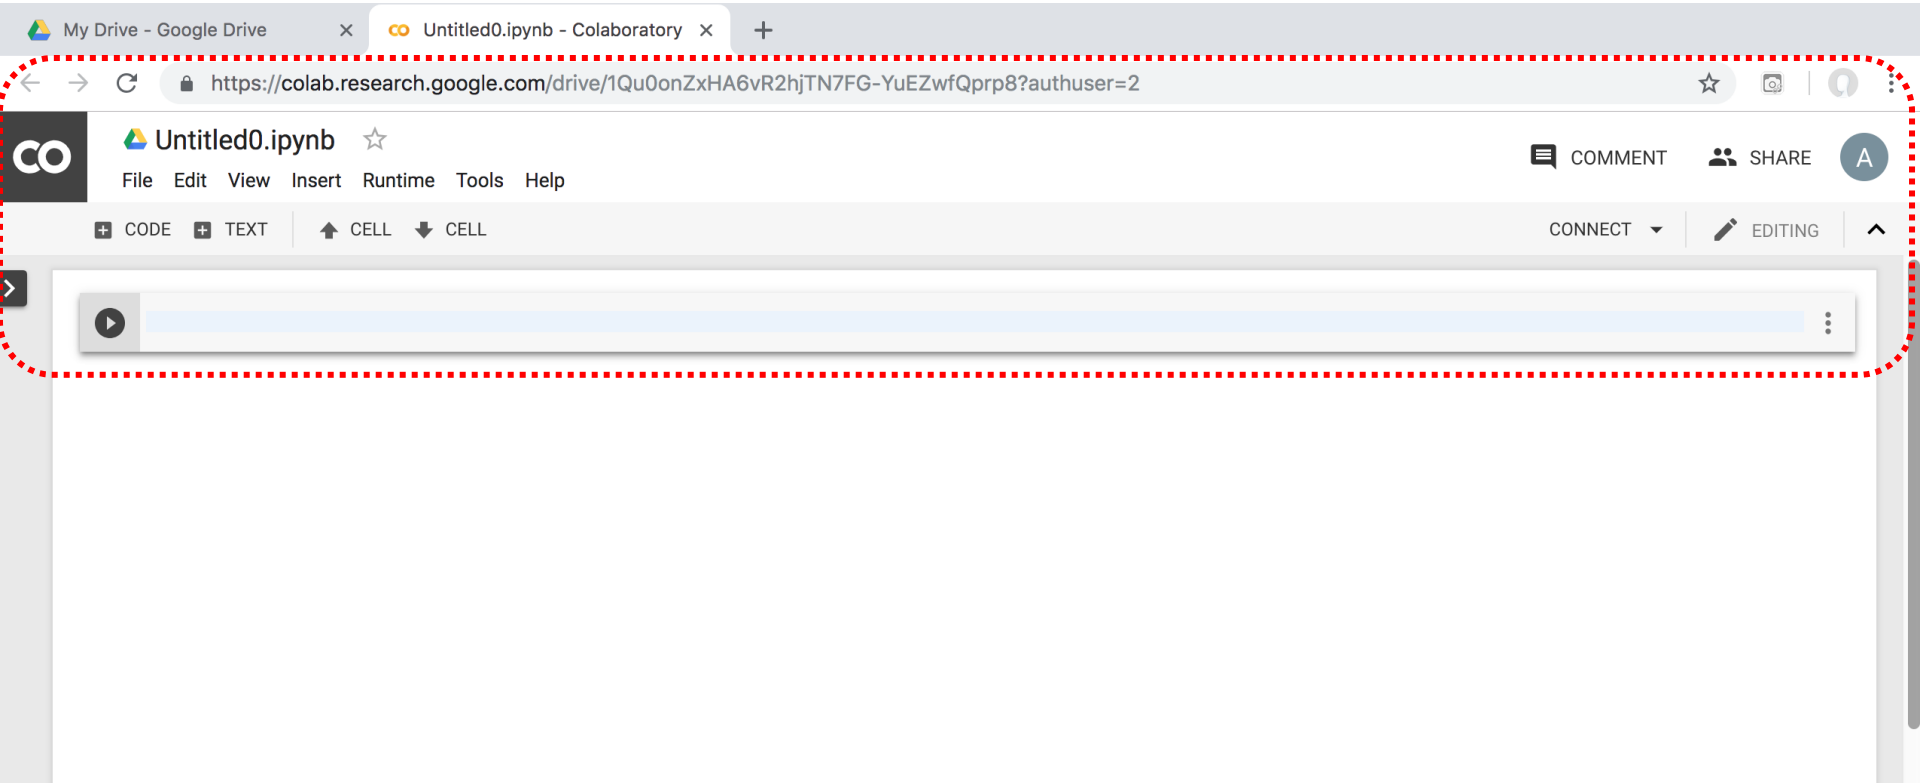 My Drive - Google Drive
Untitled0.ipynb - Colaboratory
https://colab.research.google.com/drive/1Qu0onZxHA6vR2hjTN7FG-YuEZwfQprp8?authuser=2
CO
Untitled0.ipynb
COMMENT SHARE A
File Edit View Insert Runtime Tools Help
CODE TEXT CELL CELL CONNECT EDITING